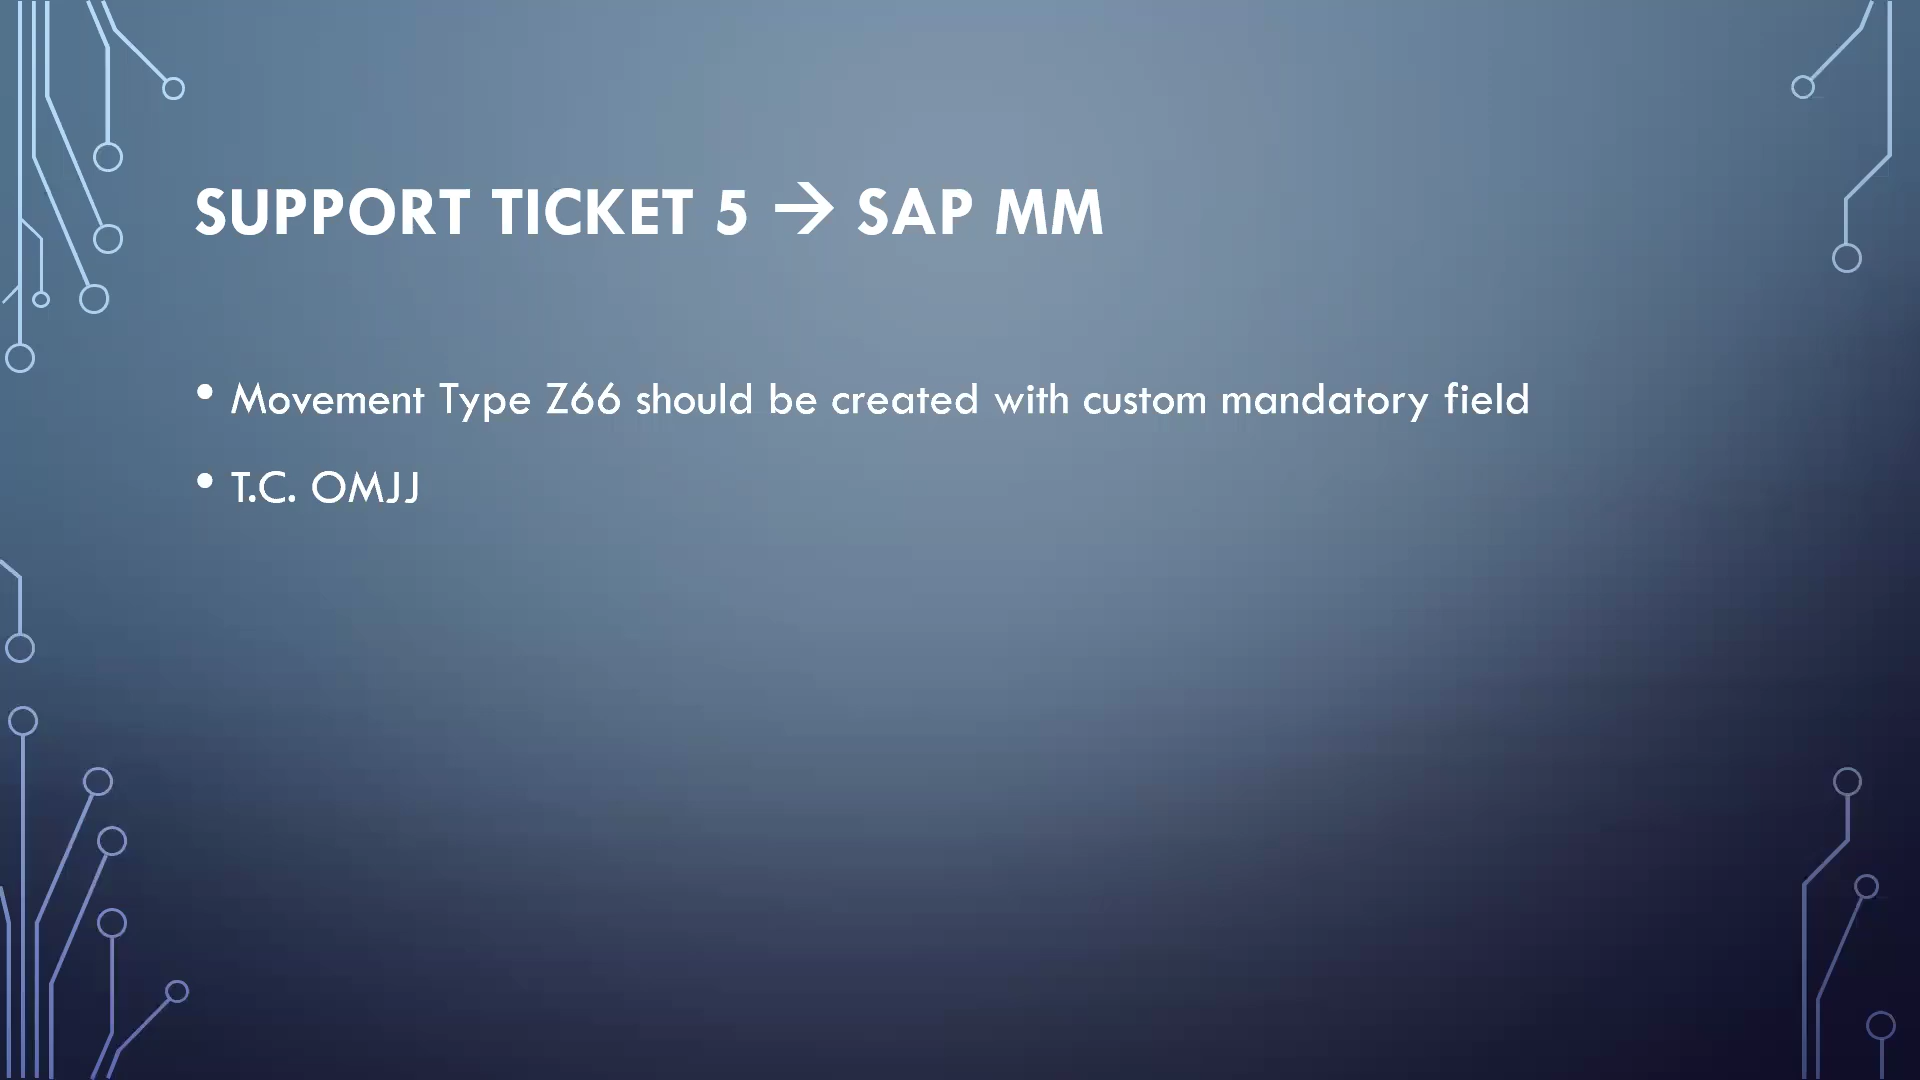 SUPPORT TICKET 5 → SAP MM
• Movement Type Z66 should be created with custom mandatory field
• T.C. OMJJ